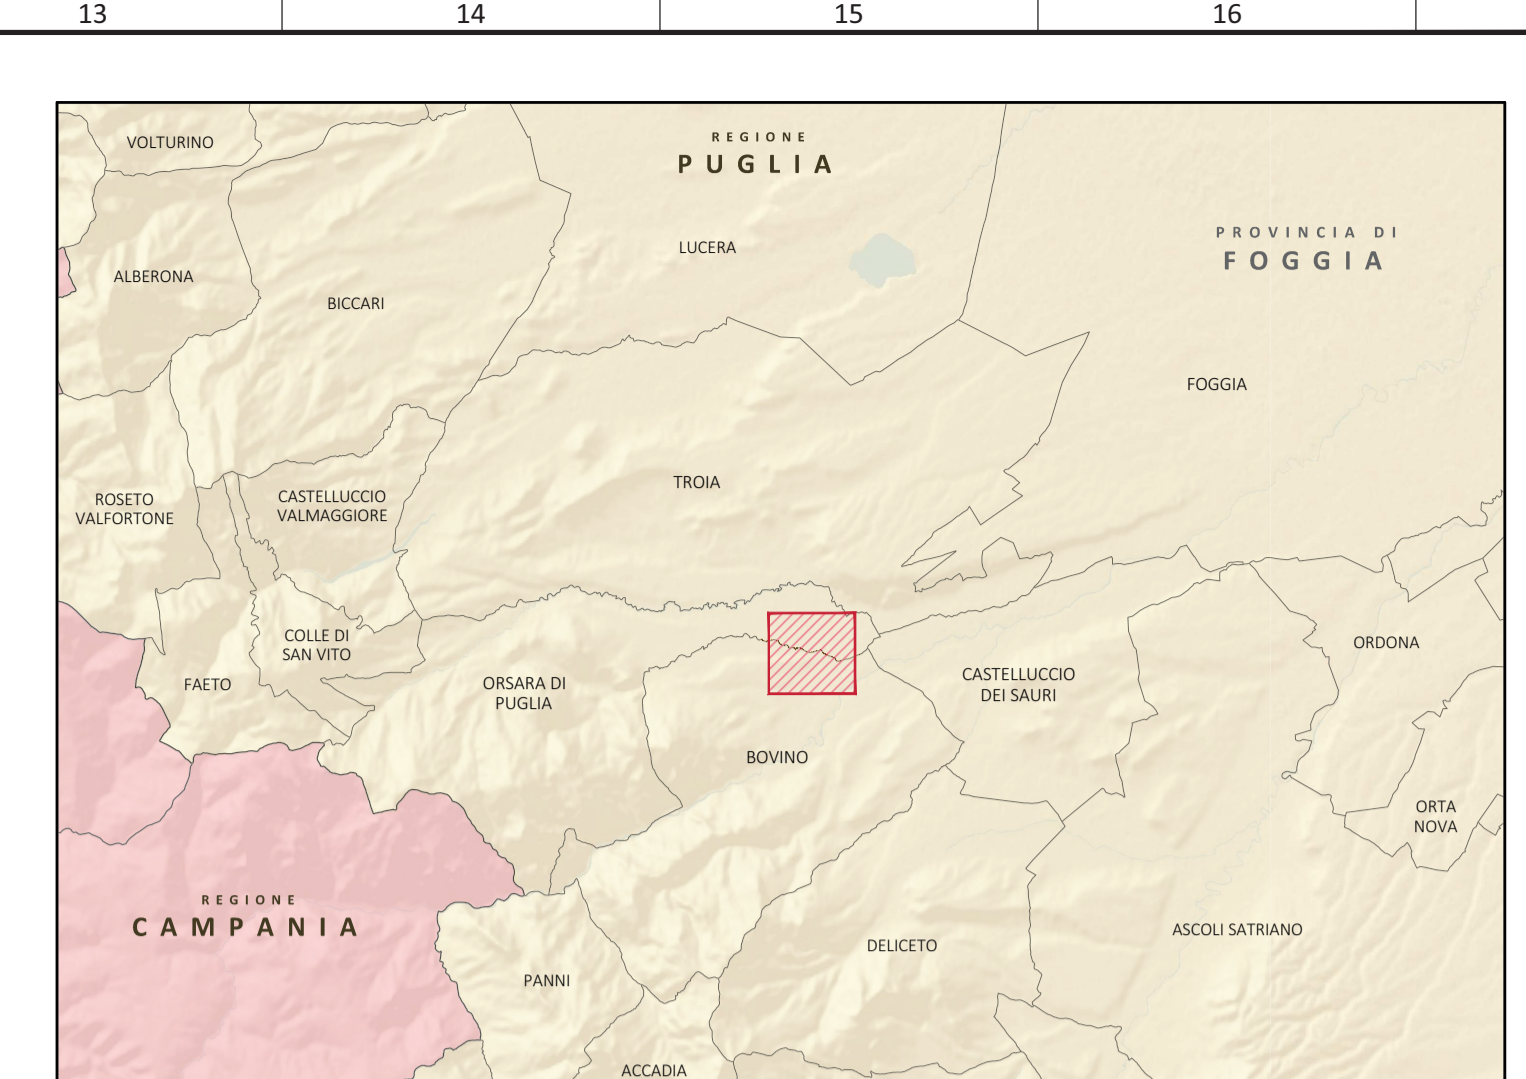 13 14 15 16
VOLTURINO
REGIONE
PUGLIA
PROVINCIA DI
FOGGIA
LUCERA
ALBERONA
BICCARI
FOGGIA
TROIA
ROSETO
VALFORTONE
CASTELLUCCIO
VALMAGGIORE
COLLE DI
SAN VITO
FAETO
ORSARA DI
PUGLIA
CASTELLUCCIO
DEI SAURI
ORDONA
BOVINO
ORTA
NOVA
REGIONE
CAMPANIA
DELICETO
ASCOLI SATRIANO
PANNI
ACCADIA